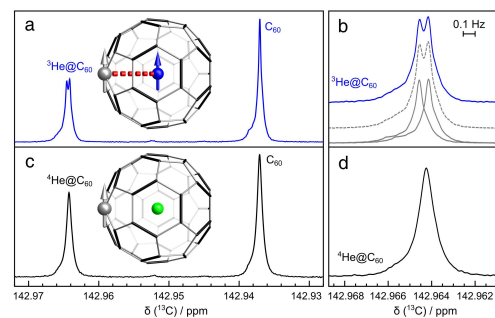 a
C₆₀
³He@C₆₀
b
0.1 Hz
³He@C₆₀
c
C₆₀
⁴He@C₆₀
d
⁴He@C₆₀
142.97 142.96 142.95 142.94 142.93
δ (¹³C) / ppm
142.968 142.966 142.964 142.962
δ (¹³C) / ppm